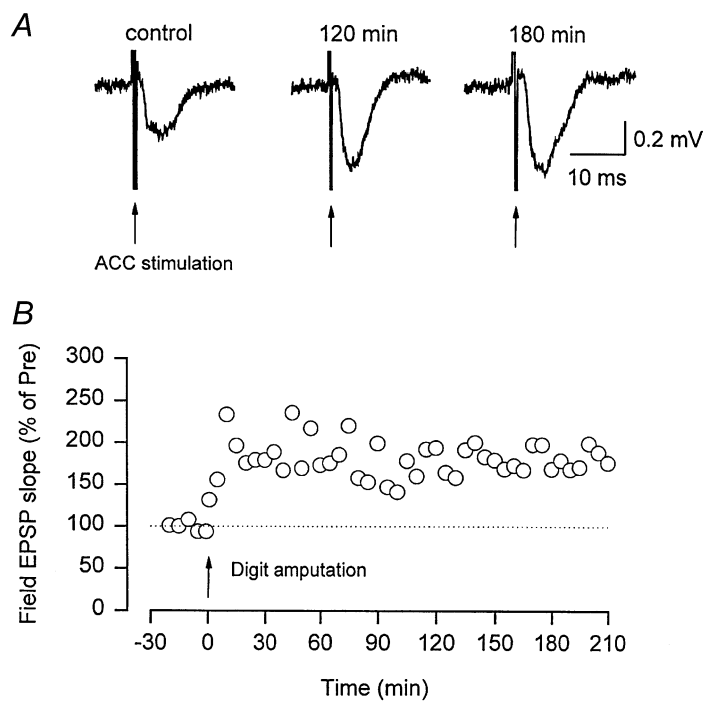 A
control
120 min
180 min
0.2 mV
10 ms
ACC stimulation
B
Field EPSP slope (% of Pre)
300
250
200
150
100
50
0
Digit amputation
-30 0 30 60 90 120 150 180 210
Time (min)